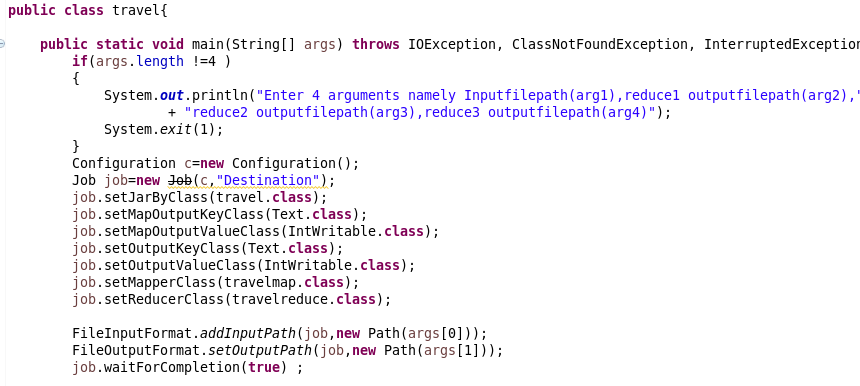 public class travel{
public static void main(String[] args) throws IOException, ClassNotFoundException, InterruptedException
if(args.length !=4 )
{
System.out.println("Enter 4 arguments namely Inputfilepath(arg1),reduce1 outputfilepath(arg2),"
+ "reduce2 outputfilepath(arg3),reduce3 outputfilepath(arg4)");
System.exit(1);
}
Configuration c=new Configuration();
Job job=new Job(c,"Destination");
job.setJarByClass(travel.class);
job.setMapOutputKeyClass(Text.class);
job.setMapOutputValueClass(IntWritable.class);
job.setOutputKeyClass(Text.class);
job.setOutputValueClass(IntWritable.class);
job.setMapperClass(travelmap.class);
job.setReducerClass(travelreduce.class);
FileInputFormat.addInputPath(job,new Path(args[0]));
FileOutputFormat.setOutputPath(job,new Path(args[1]));
job.waitForCompletion(true) ;